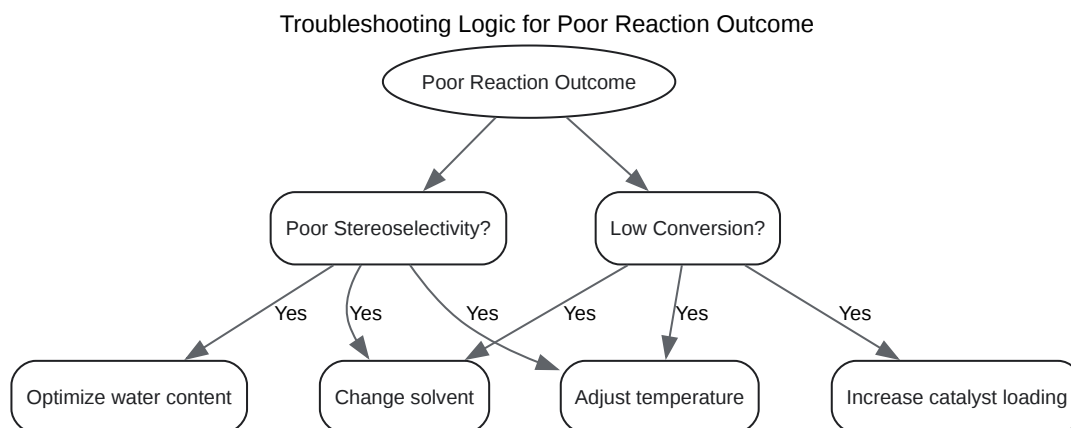 Troubleshooting Logic for Poor Reaction Outcome
Poor Reaction Outcome
Poor Stereoselectivity?
Low Conversion?
Yes
Yes
Yes
Yes
Yes
Yes
Optimize water content
Change solvent
Adjust temperature
Increase catalyst loading